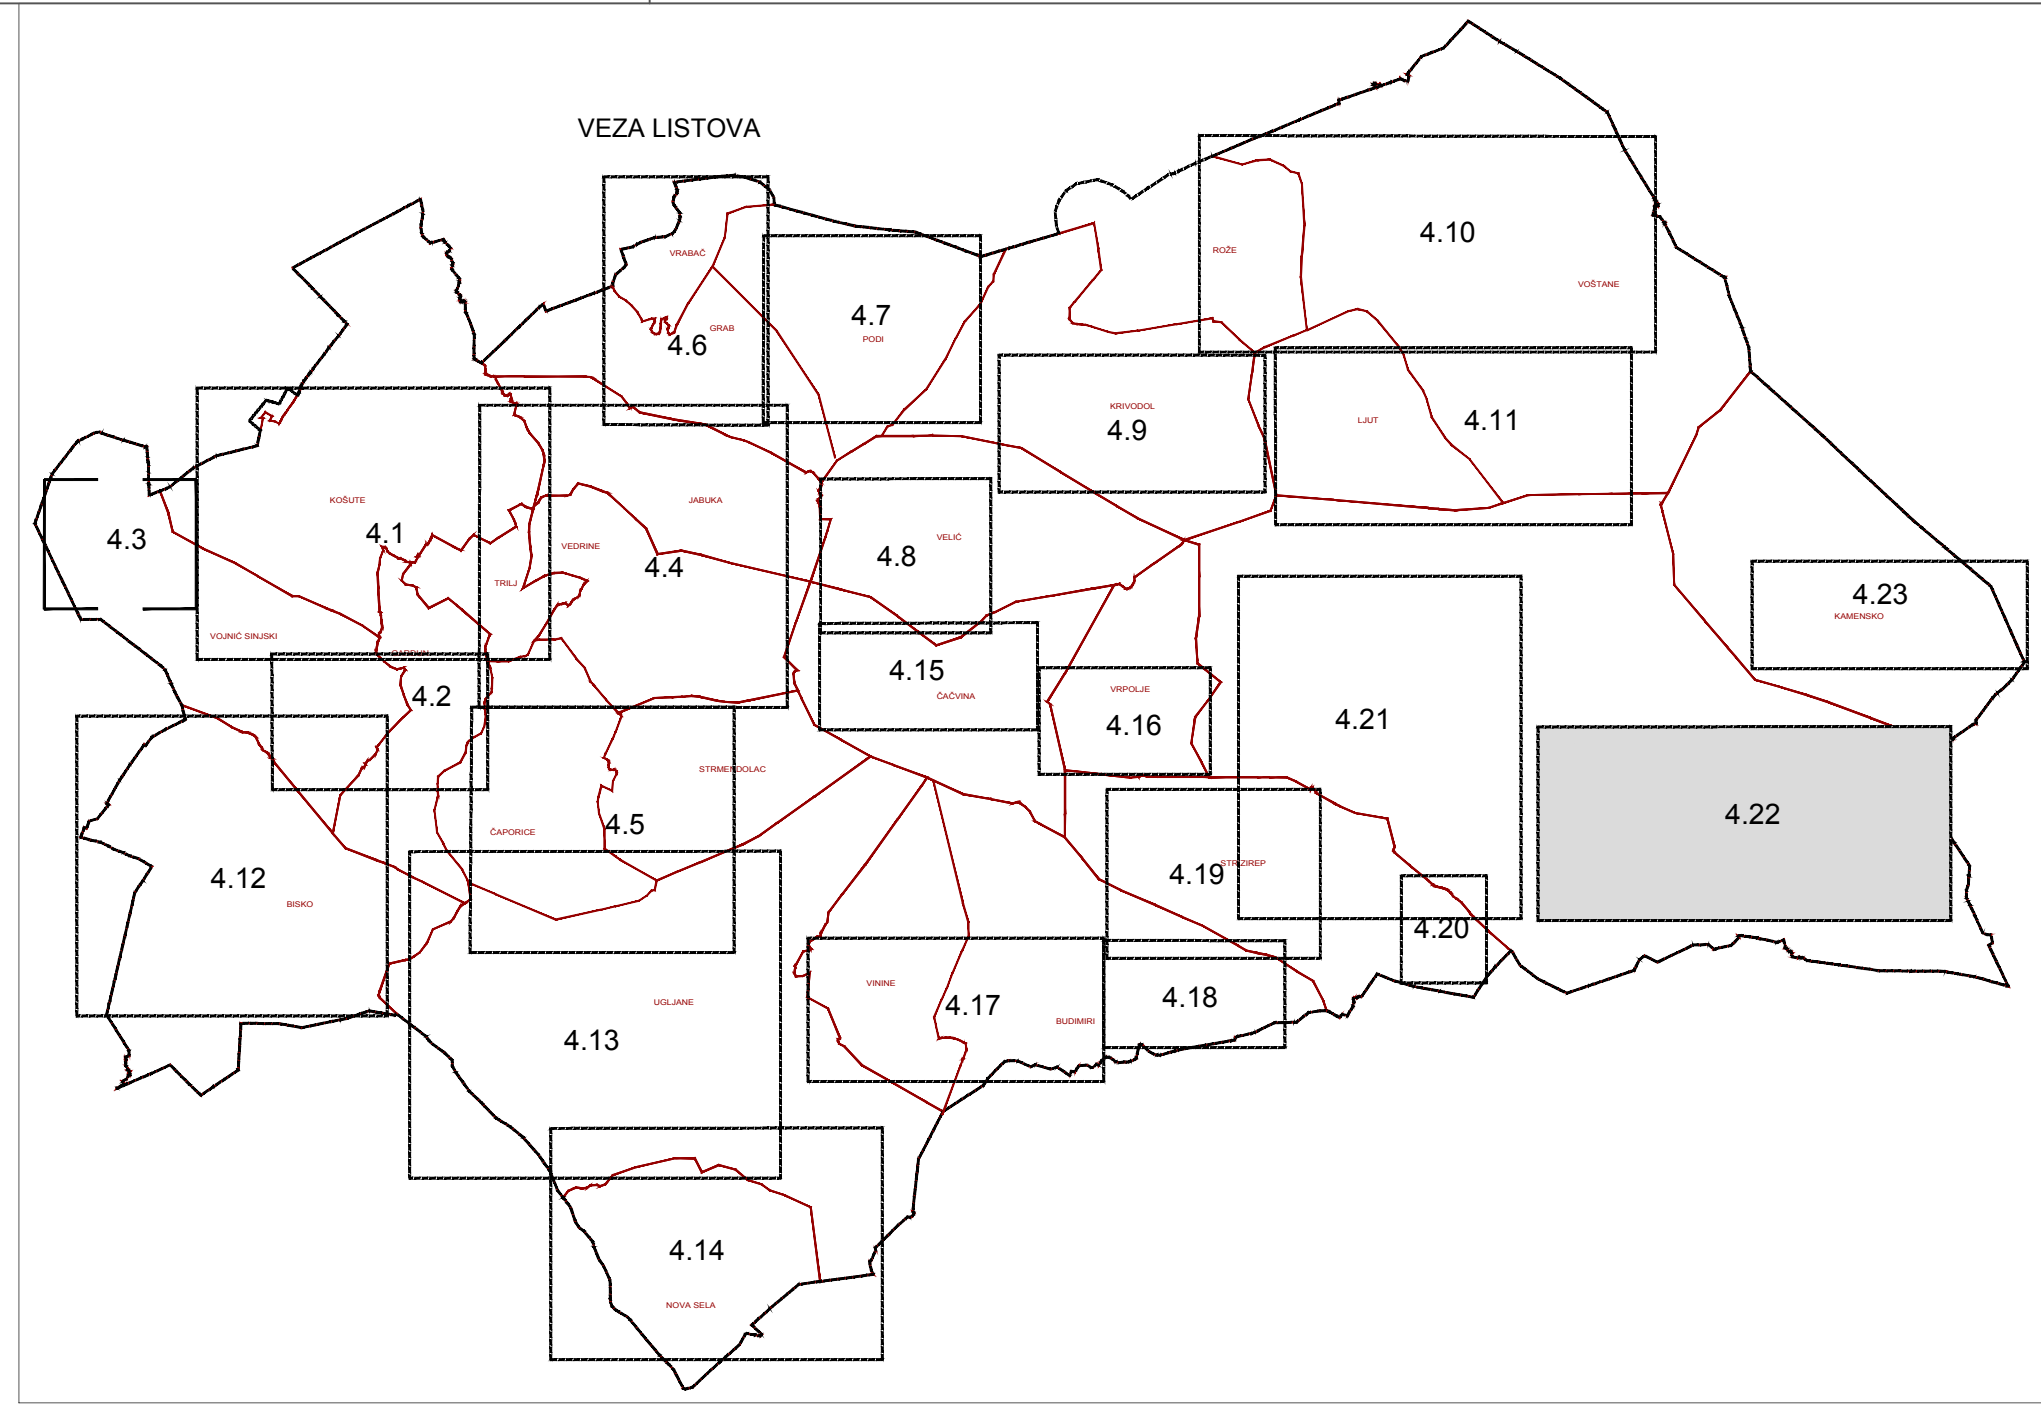 VEZA LISTOVA
4.10
ROŽE
VRABAČ
VOŠTANE
4.7
GRAB
PODI
4.6
KRIVODOL
4.9
LJUT
4.11
KOŠUTE
JABUKA
4.1
4.3
VEDRINE
VELIĆ
4.8
4.4
TRILJ
4.23
KAMENSKO
VOJNIĆ SINJSKI
GARDUN
4.2
4.15
ČAČVINA
VRPOLJE
4.16
4.21
STRMENDOLAC
4.22
ČAPORICE
4.5
STRIZIREP
4.19
4.12
BISKO
4.20
VININE
4.18
UGLJANE
4.17
BUDIMIRI
4.13
4.14
NOVA SELA